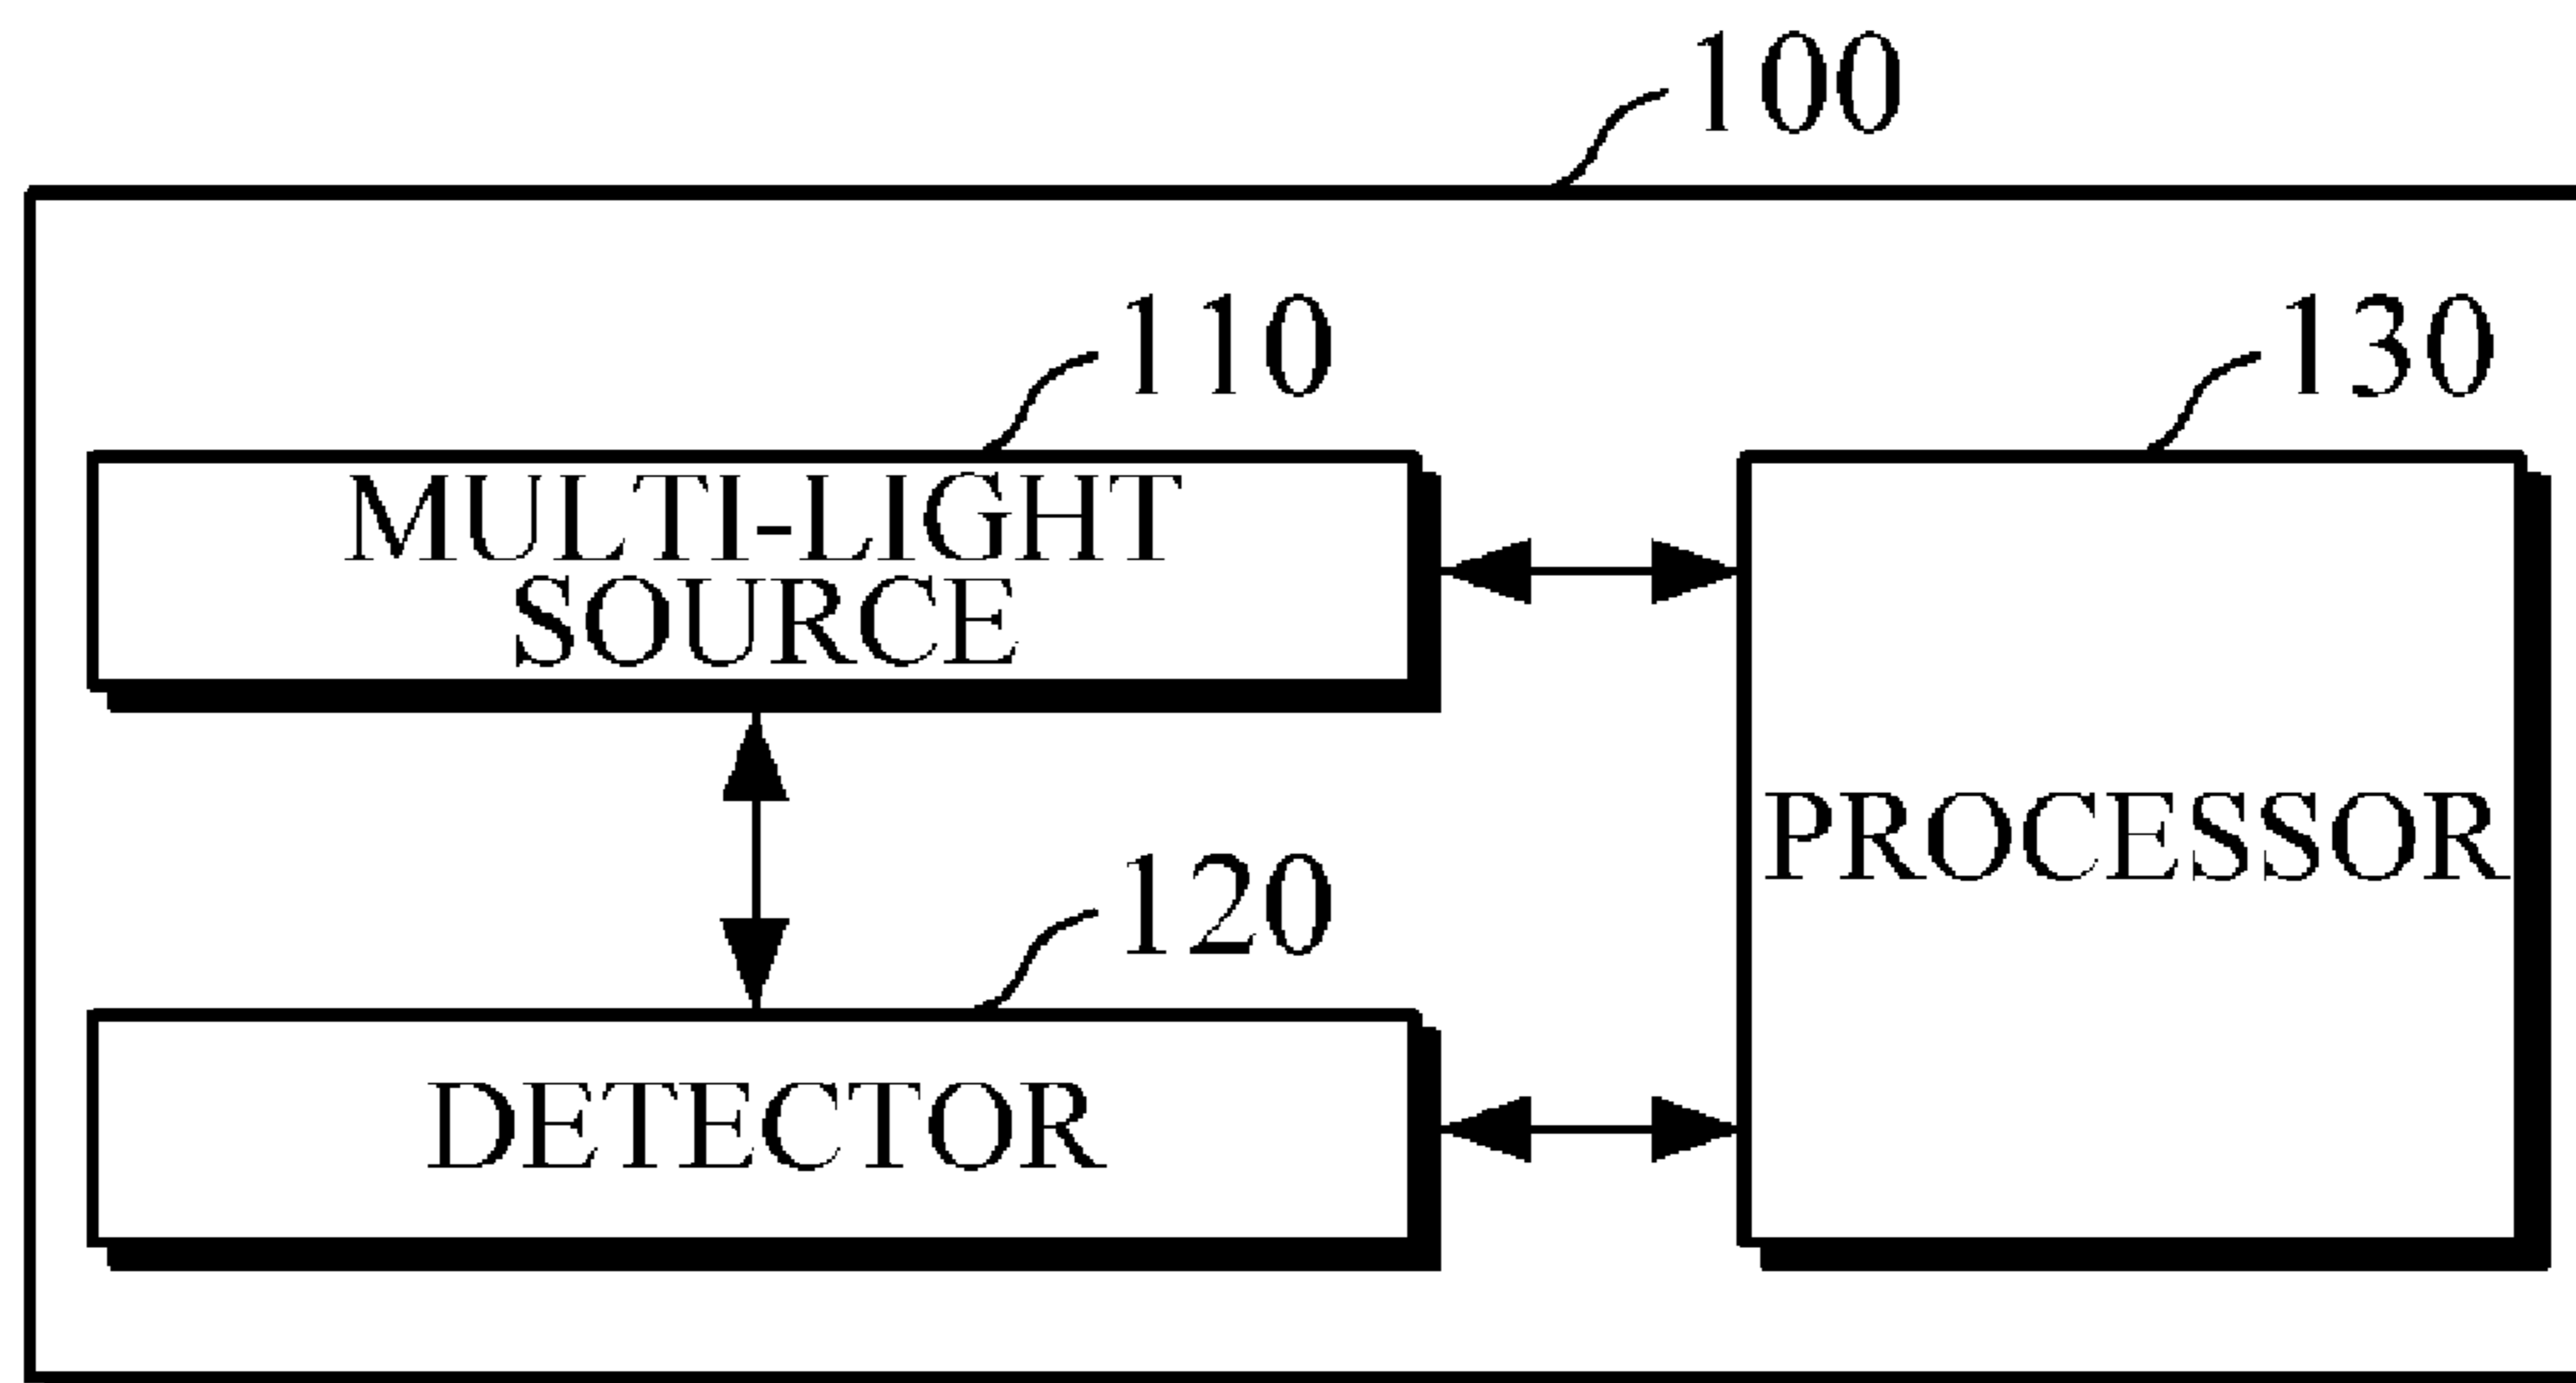 100
110
130
MULTI-LIGHT
SOURCE
PROCESSOR
120
DETECTOR